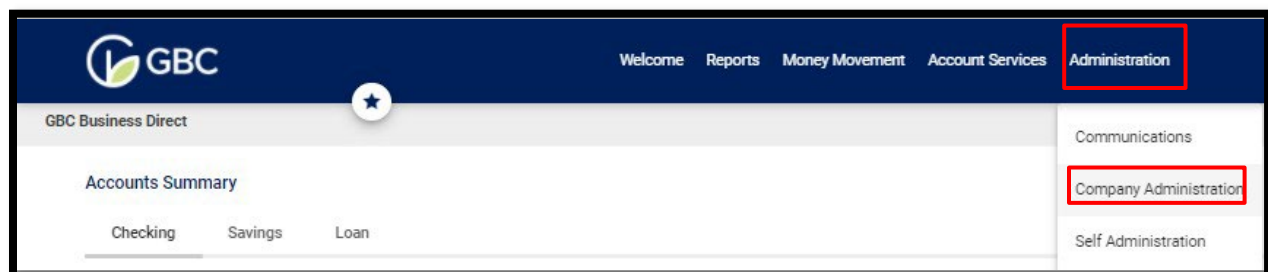 GBC
Welcome Reports Money Movement Account Services Administration
GBC Business Direct
Communications
Accounts Summary
Company Administration
Checking Savings Loan
Self Administration